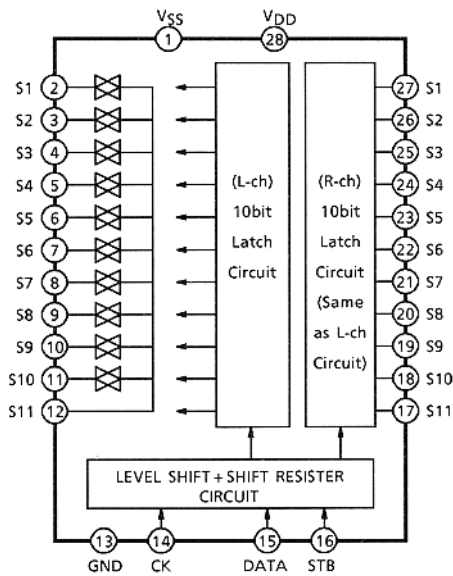 VSS VDD
1 28
S1 2 27 S1
S2 3 26 S2
S3 4 25 S3
S4 5 (L-ch) (R-ch) 24 S4
S5 6 10bit 10bit 23 S5
S6 7 Latch Latch 22 S6
S7 8 Circuit Circuit 21 S7
S8 9 (Same 20 S8
S9 10 as L-ch 19 S9
S10 11 Circuit) 18 S10
S11 12 17 S11
LEVEL SHIFT + SHIFT RESISTER
CIRCUIT
13 14 15 16
GND CK DATA STB